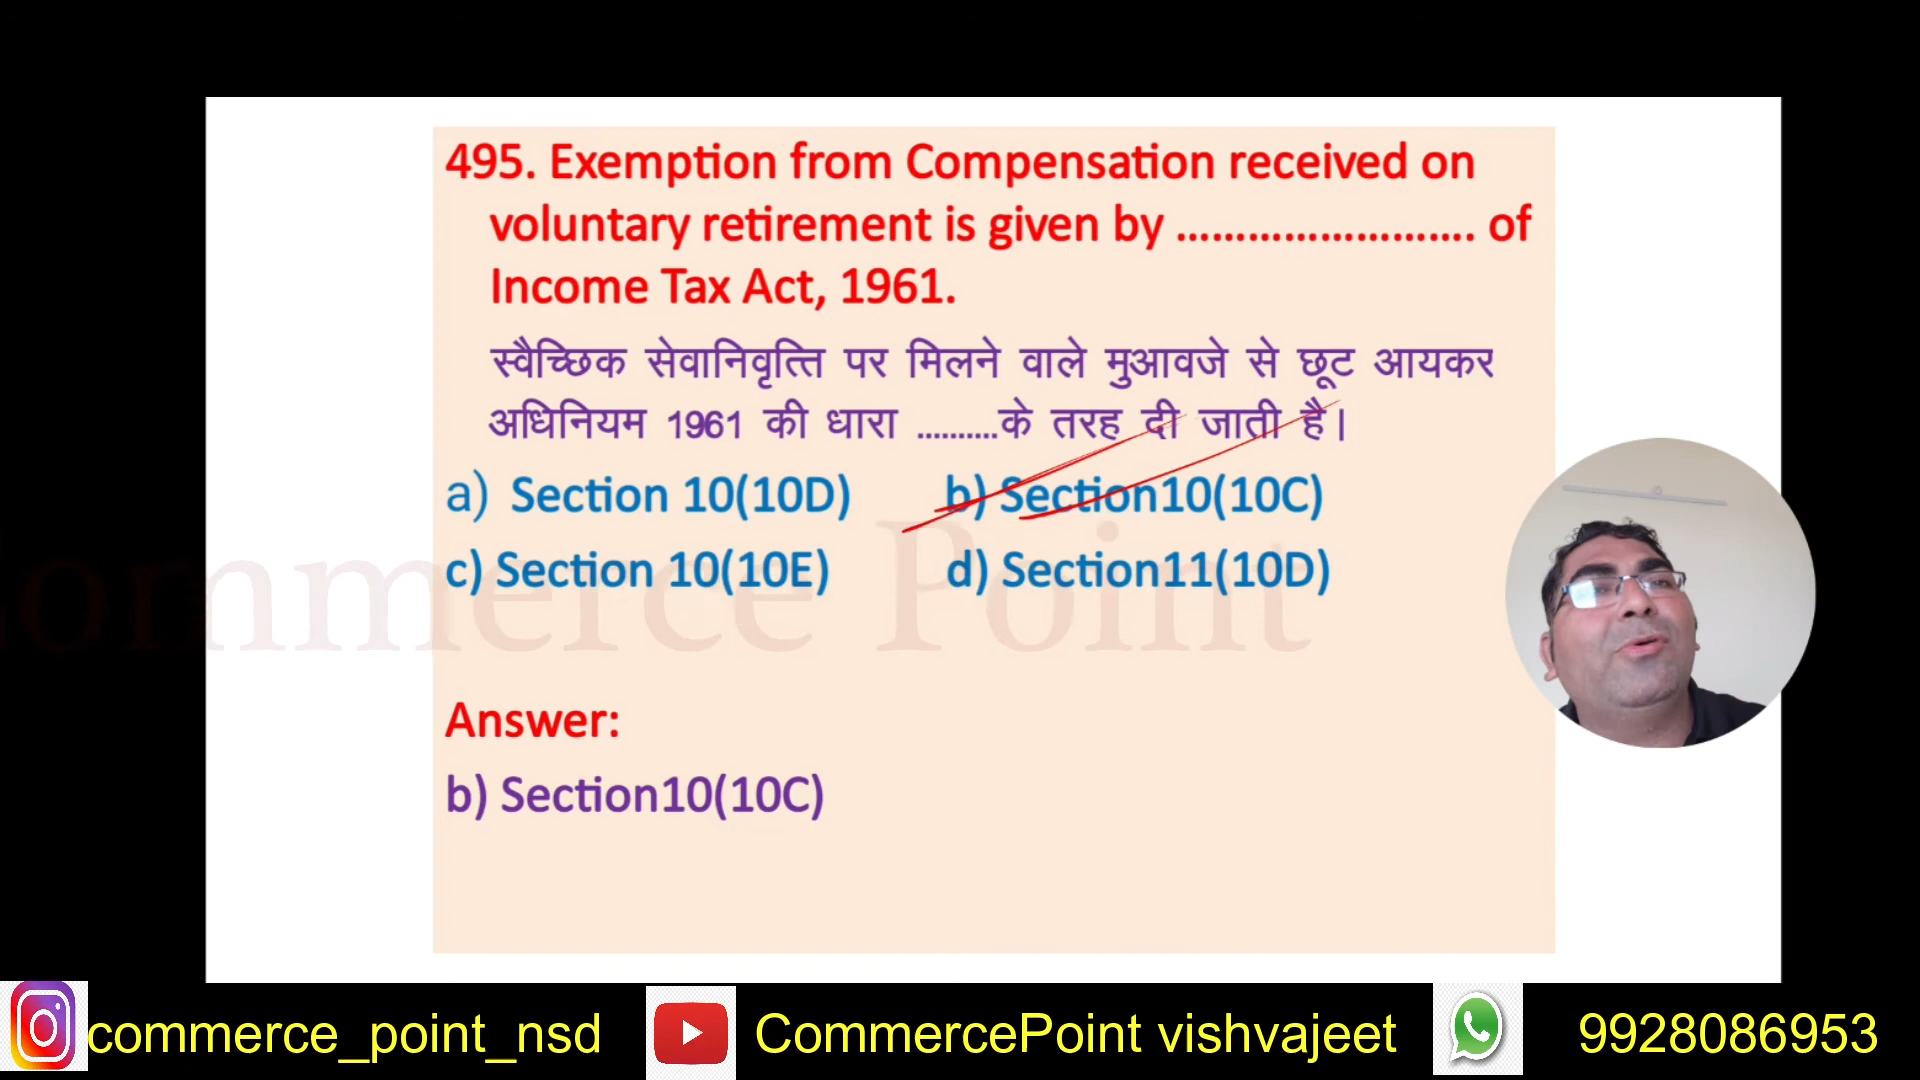 495. Exemption from Compensation received on
voluntary retirement is given by ......................... of
Income Tax Act, 1961.
स्वैच्छिक सेवानिवृत्ति पर मिलने वाले मुआवजे से छूट आयकर
अधिनियम 1961 की धारा ..........के तरह दी जाती है।
a) Section 10(10D) b) Section10(10C)
c) Section 10(10E) d) Section11(10D)
Commerce Point
Answer:
b) Section10(10C)
commerce_point_nsd CommercePoint vishvajeet 9928086953